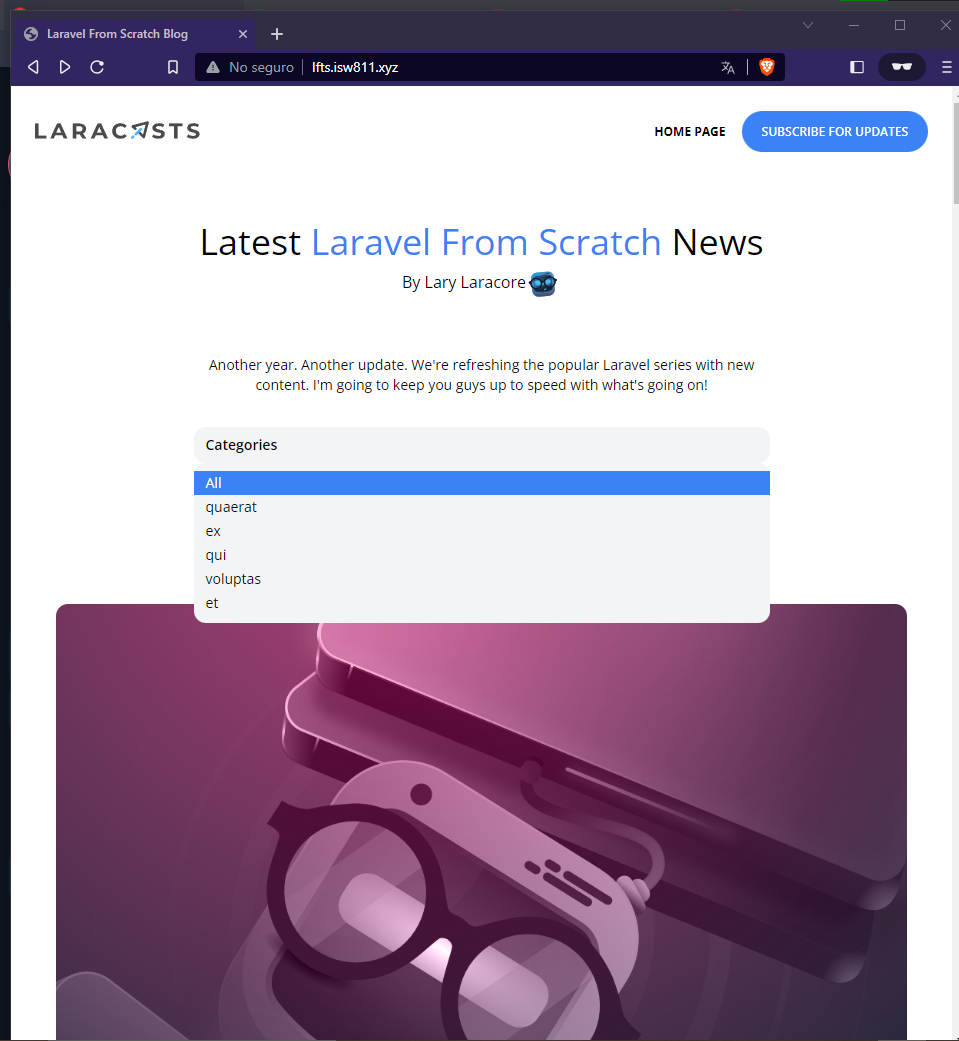 Laravel From Scratch Blog
No seguro
lfts.isw811.xyz
LARACASTS
HOME PAGE
SUBSCRIBE FOR UPDATES
Latest Laravel From Scratch News
By Lary Laracore
Another year. Another update. We're refreshing the popular Laravel series with new
content. I'm going to keep you guys up to speed with what's going on!
Categories
All
quaerat
ex
qui
voluptas
et